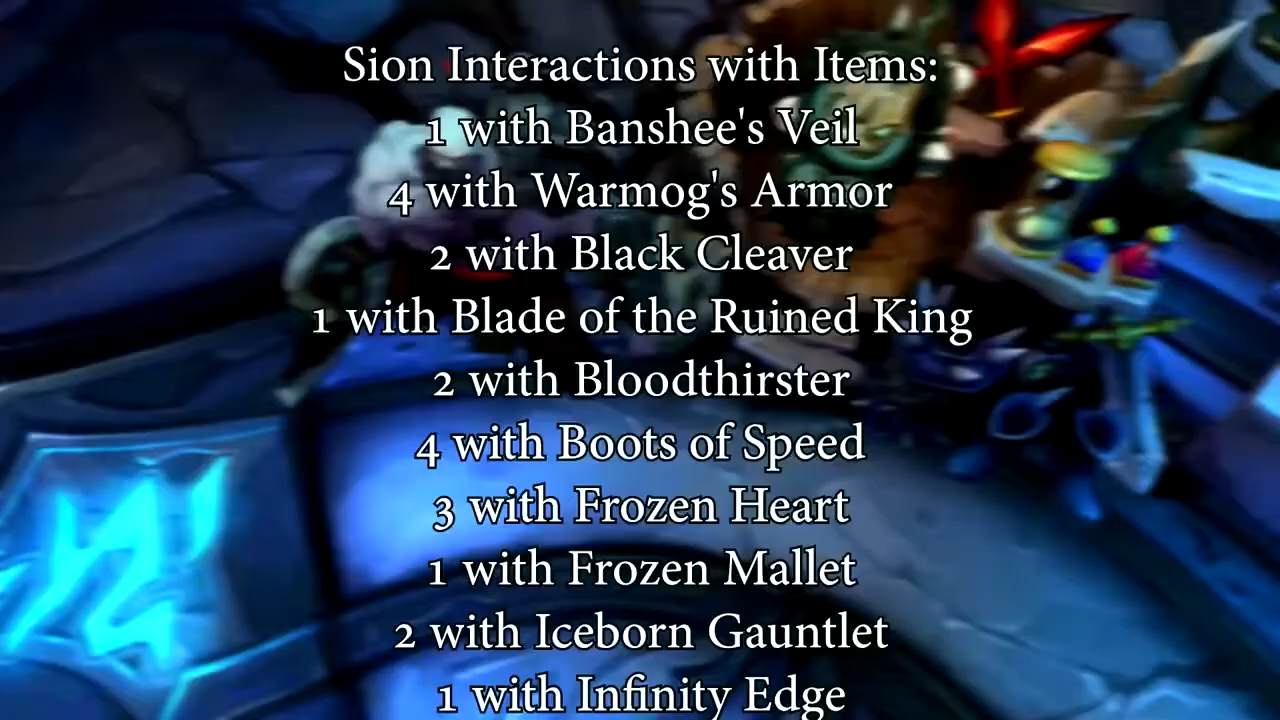 Sion Interactions with Items:
1 with Banshee's Veil
4 with Warmog's Armor
2 with Black Cleaver
1 with Blade of the Ruined King
2 with Bloodthirster
4 with Boots of Speed
3 with Frozen Heart
1 with Frozen Mallet
2 with Iceborn Gauntlet
1 with Infinity Edge